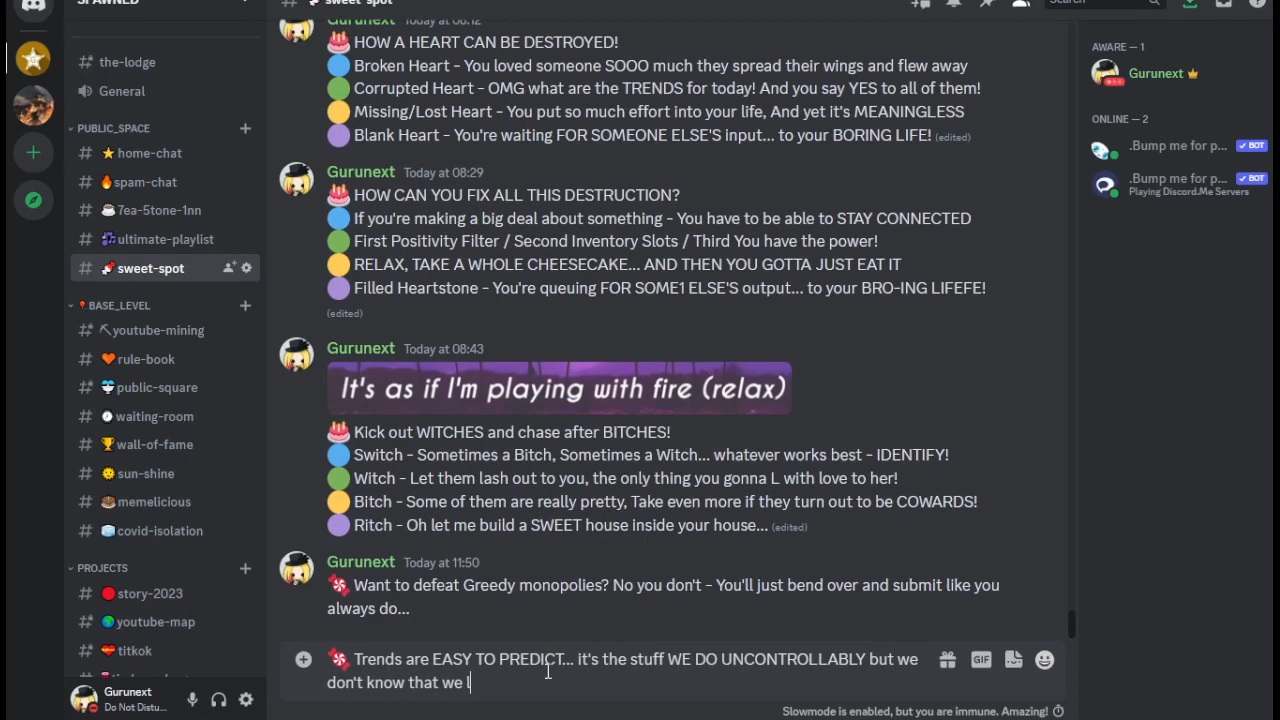 SPAWNED
sweet-spot
Search
the-lodge
General
PUBLIC_SPACE
home-chat
spam-chat
7ea-5tone-1nn
ultimate-playlist
sweet-spot
BASE_LEVEL
youtube-mining
rule-book
public-square
waiting-room
wall-of-fame
sun-shine
memelicious
covid-isolation
PROJECTS
story-2023
youtube-map
titkok
Gurunext
Do Not Distu...
Gurunext Today at 08:12
HOW A HEART CAN BE DESTROYED!
Broken Heart - You loved someone SOOO much they spread their wings and flew away
Corrupted Heart - OMG what are the TRENDS for today! And you say YES to all of them!
Missing/Lost Heart - You put so much effort into your life, And yet it's MEANINGLESS
Blank Heart - You're waiting FOR SOMEONE ELSE'S input... to your BORING LIFE! (edited)
Gurunext Today at 08:29
HOW CAN YOU FIX ALL THIS DESTRUCTION?
If you're making a big deal about something - You have to be able to STAY CONNECTED
First Positivity Filter / Second Inventory Slots / Third You have the power!
RELAX, TAKE A WHOLE CHEESECAKE... AND THEN YOU GOTTA JUST EAT IT
Filled Heartstone - You're queuing FOR SOME1 ELSE'S output... to your BRO-ING LIFEFE!
(edited)
Gurunext Today at 08:43
It's as if I'm playing with fire (relax)
Kick out WITCHES and chase after BITCHES!
Switch - Sometimes a Bitch, Sometimes a Witch... whatever works best - IDENTIFY!
Witch - Let them lash out to you, the only thing you gonna L with love to her!
Bitch - Some of them are really pretty, Take even more if they turn out to be COWARDS!
Ritch - Oh let me build a SWEET house inside your house... (edited)
Gurunext Today at 11:50
Want to defeat Greedy monopolies? No you don't - You'll just bend over and submit like you
always do...
Trends are EASY TO PREDICT... it's the stuff WE DO UNCONTROLLABLY but we
don't know that we l
GIF
Slowmode is enabled, but you are immune. Amazing!
AWARE — 1
Gurunext
ONLINE — 2
.Bump me for p... BOT
.Bump me for p... BOT
Playing Discord.Me Servers